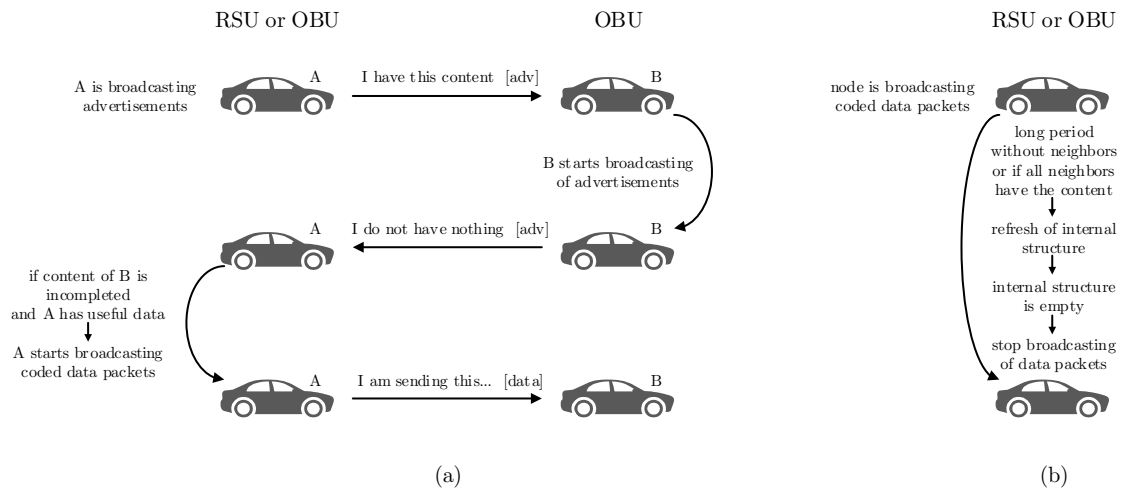 RSU or OBU
OBU
A is broadcasting
advertisements
A
I have this content [adv]
B
B starts broadcasting
of advertisements
A
I do not have nothing [adv]
B
if content of B is
incompleted
and A has useful data
A starts broadcasting
coded data packets
A
I am sending this... [data]
B
(a)
RSU or OBU
node is broadcasting
coded data packets
long period
without neighbors
or if all neighbors
have the content
refresh of internal
structure
internal structure
is empty
stop broadcasting
of data packets
(b)